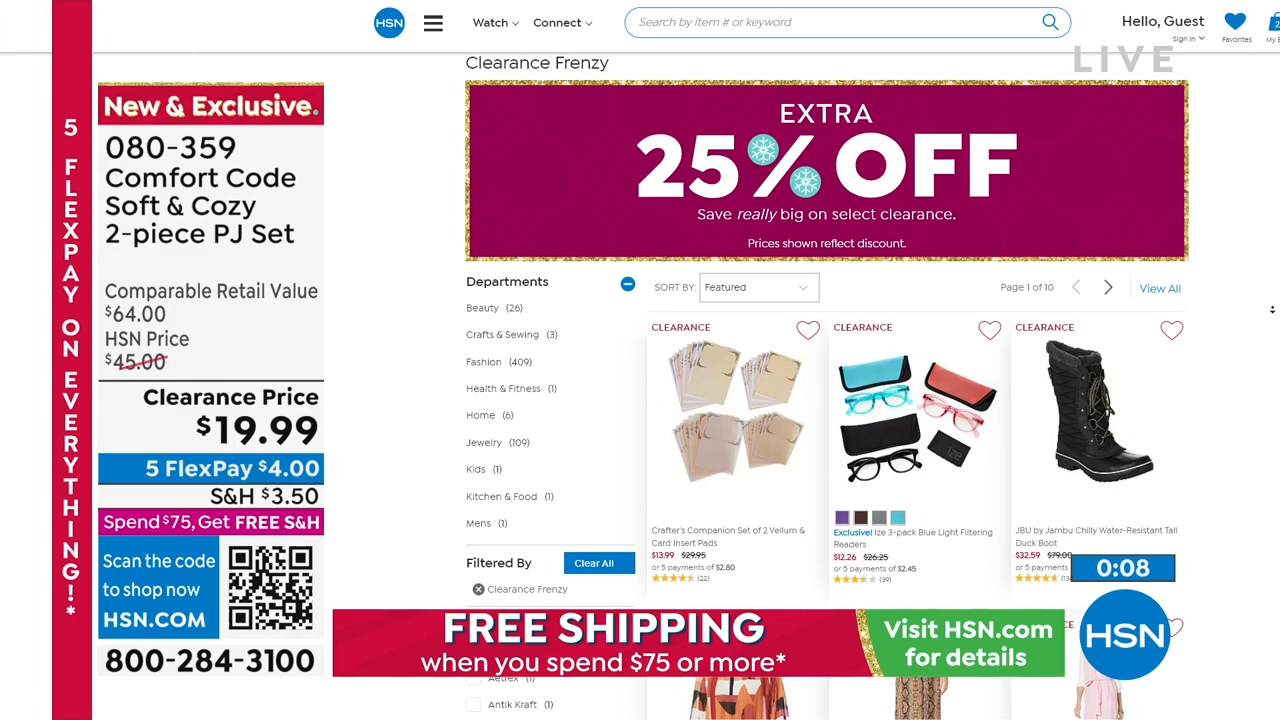 HSN
Watch
Connect
Search by item # or keyword
Hello, Guest
Sign In
Favorites
LIVE
5 FLEXPAY ON EVERYTHING!*
New & Exclusive.
080-359
Comfort Code
Soft & Cozy
2-piece PJ Set
Comparable Retail Value
$64.00
HSN Price
$45.00
Clearance Price
$19.99
5 FlexPay $4.00
S&H $3.50
Spend $75, Get FREE S&H
Scan the code
to shop now
HSN.COM
800-284-3100
Clearance Frenzy
EXTRA
25% OFF
Save really big on select clearance.
Prices shown reflect discount.
Departments
Beauty (26)
Crafts & Sewing (3)
Fashion (409)
Health & Fitness (1)
Home (6)
Jewelry (109)
Kids (1)
Kitchen & Food (1)
Mens (1)
Filtered By
Clear All
Clearance Frenzy
Aetrex (1)
Antik Kraft (1)
SORT BY: Featured
Page 1 of 10
View All
CLEARANCE
Crafter's Companion Set of 2 Vellum &
Card Insert Pads
$13.99 $29.95
or 5 payments of $2.80
(22)
CLEARANCE
Exclusive! Ize 3-pack Blue Light Filtering
Readers
$12.26 $26.25
or 5 payments of $2.45
(39)
CLEARANCE
JBU by Jambu Chilly Water-Resistant Tall
Duck Boot
$32.59 $79.00
or 5 payments
0:08
FREE SHIPPING
when you spend $75 or more*
Visit HSN.com
for details
HSN